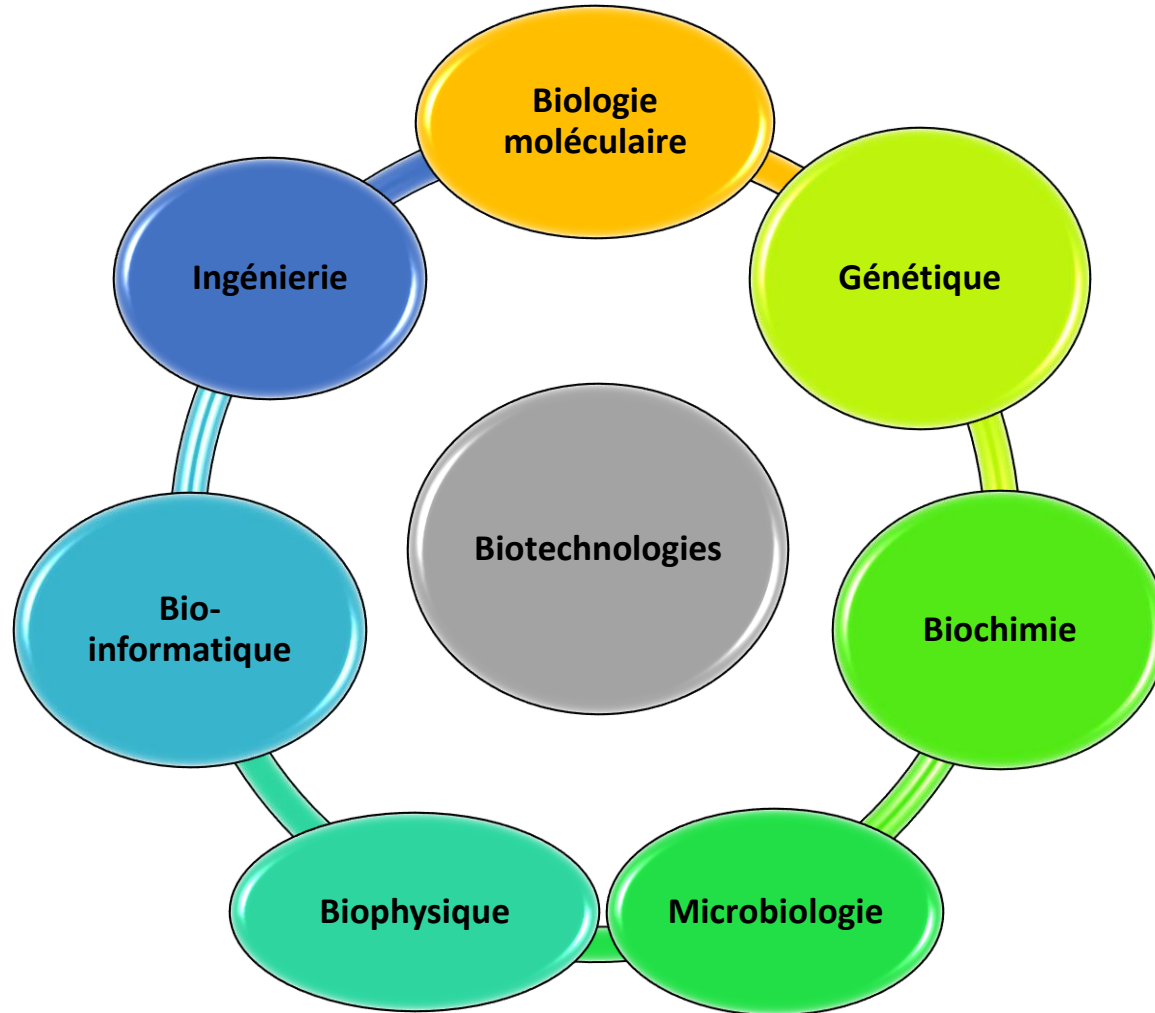 Biologie
moléculaire
Génétique
Biochimie
Microbiologie
Biophysique
Bio-
informatique
Ingénierie
Biotechnologies